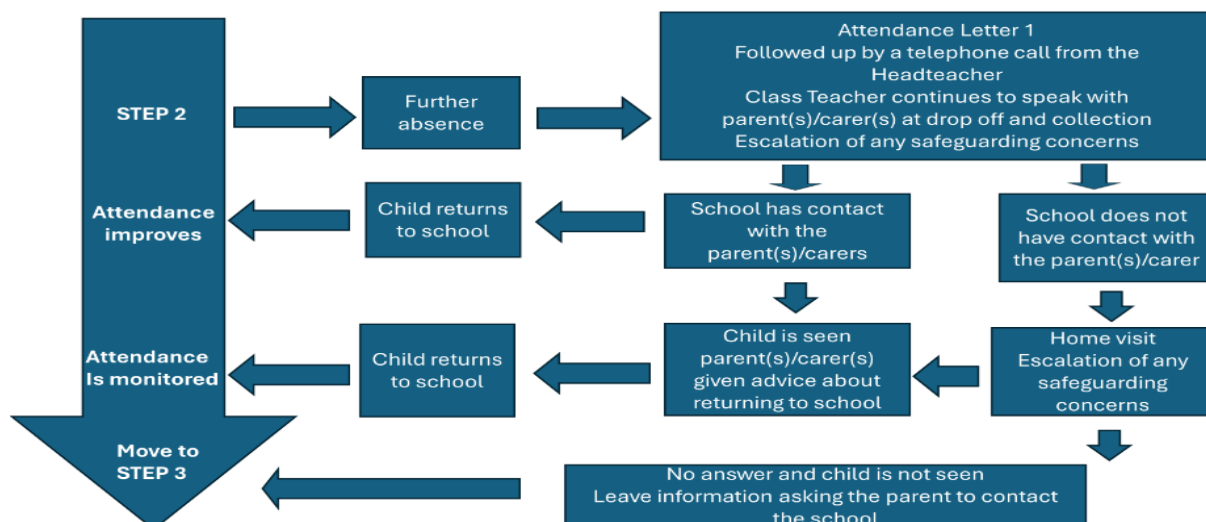 STEP 2
Further
absence
Attendance Letter 1
Followed up by a telephone call from the
Headteacher
Class Teacher continues to speak with
parent(s)/carer(s) at drop off and collection
Escalation of any safeguarding concerns
Attendance
improves
Child returns
to school
School has contact
with the
parent(s)/carers
School does not
have contact with
the parent(s)/carer
Attendance
Is monitored
Child returns
to school
Child is seen
parent(s)/carer(s)
given advice about
returning to school
Home visit
Escalation of any
safeguarding
concerns
Move to
STEP 3
No answer and child is not seen
Leave information asking the parent to contact
the school